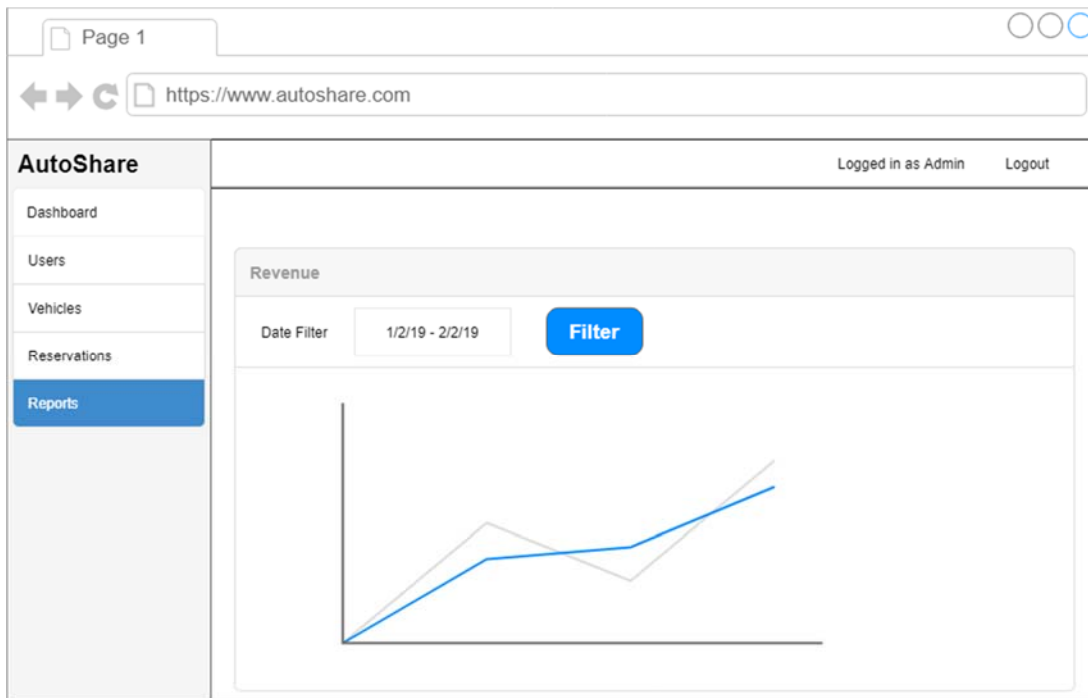 Page 1
https://www.autoshare.com
AutoShare
Logged in as Admin Logout
Dashboard
Users
Vehicles
Reservations
Reports
Revenue
Date Filter 1/2/19 - 2/2/19 Filter